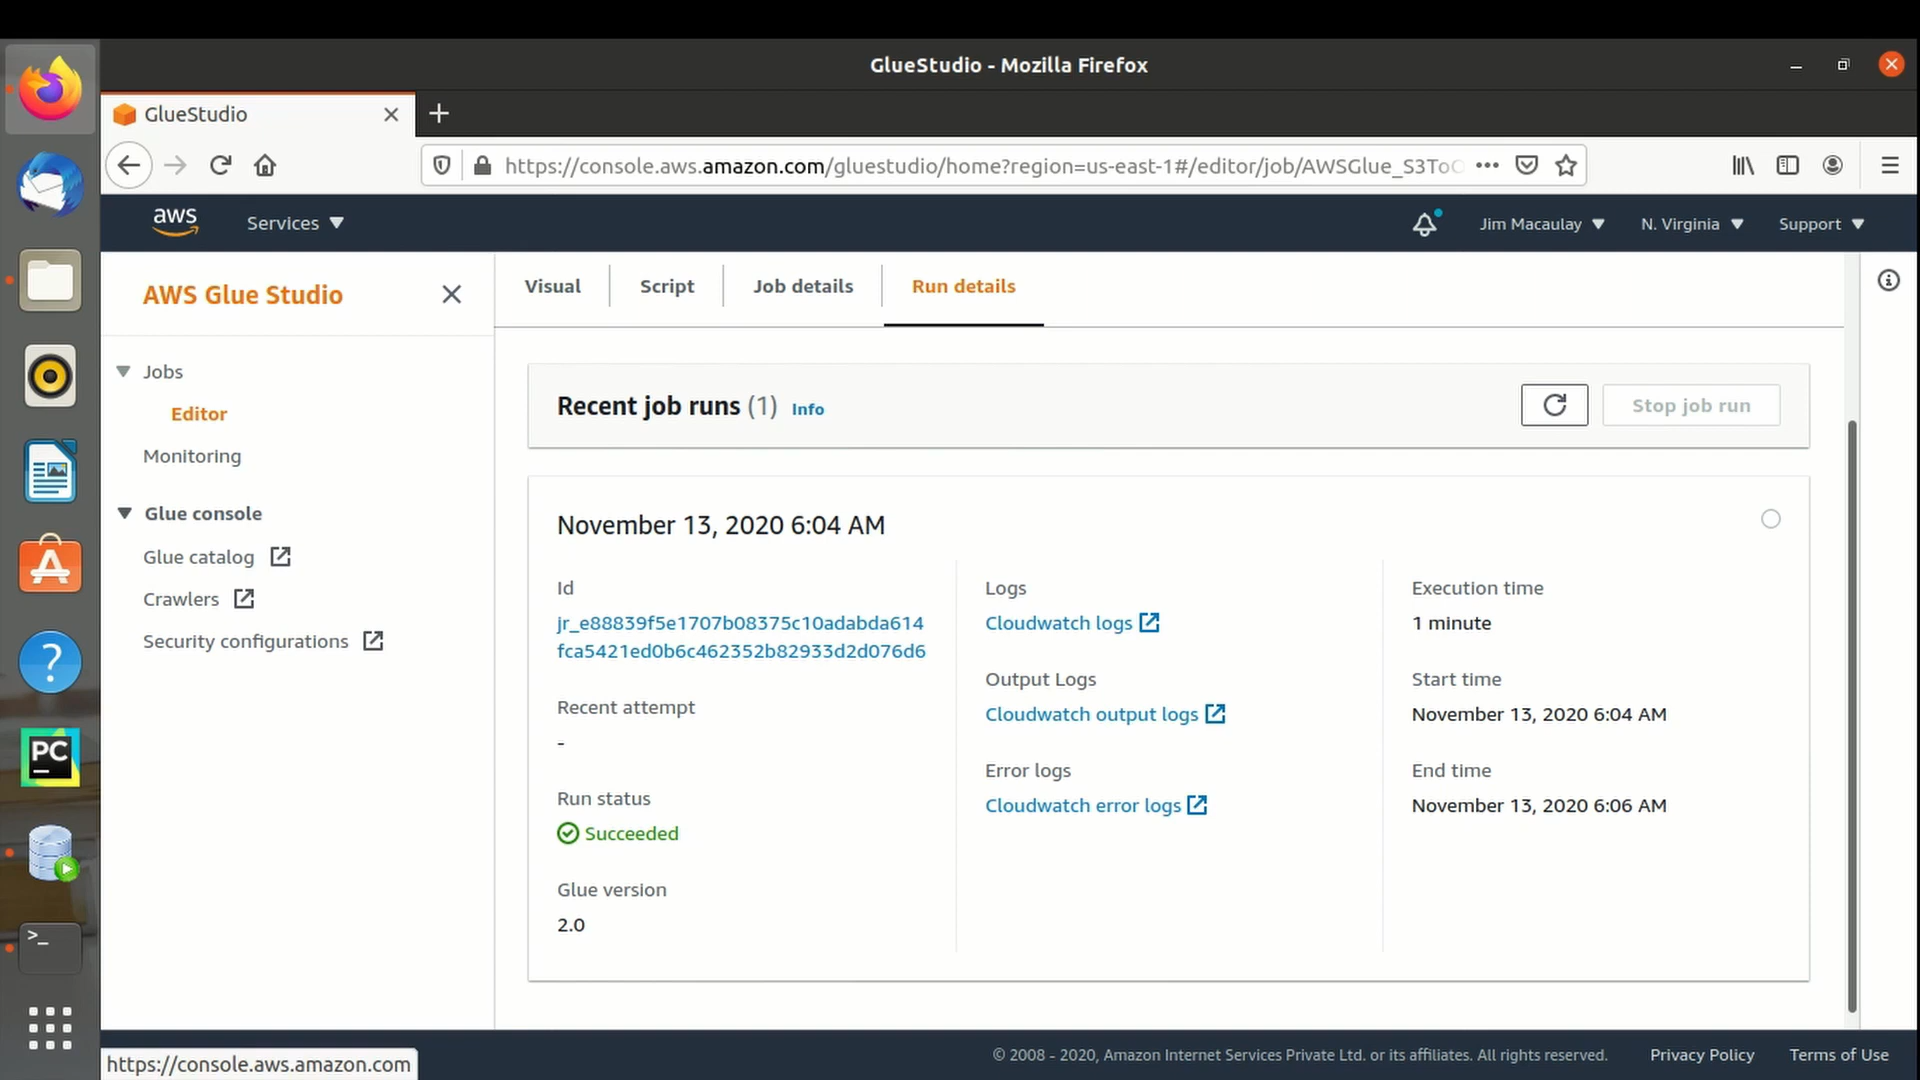 GlueStudio - Mozilla Firefox
GlueStudio
https://console.aws.amazon.com/gluestudio/home?region=us-east-1#/editor/job/AWSGlue_S3ToO
aws
Services
Jim Macaulay
N. Virginia
Support
AWS Glue Studio
Jobs
Editor
Monitoring
Glue console
Glue catalog
Crawlers
Security configurations
Visual
Script
Job details
Run details
Recent job runs (1) Info
Stop job run
November 13, 2020 6:04 AM
Id
jr_e88839f5e1707b08375c10adabda614
fca5421ed0b6c462352b82933d2d076d6
Recent attempt
-
Run status
Succeeded
Glue version
2.0
Logs
Cloudwatch logs
Output Logs
Cloudwatch output logs
Error logs
Cloudwatch error logs
Execution time
1 minute
Start time
November 13, 2020 6:04 AM
End time
November 13, 2020 6:06 AM
PC
>_
© 2008 - 2020, Amazon Internet Services Private Ltd. or its affiliates. All rights reserved.
Privacy Policy
Terms of Use
https://console.aws.amazon.com